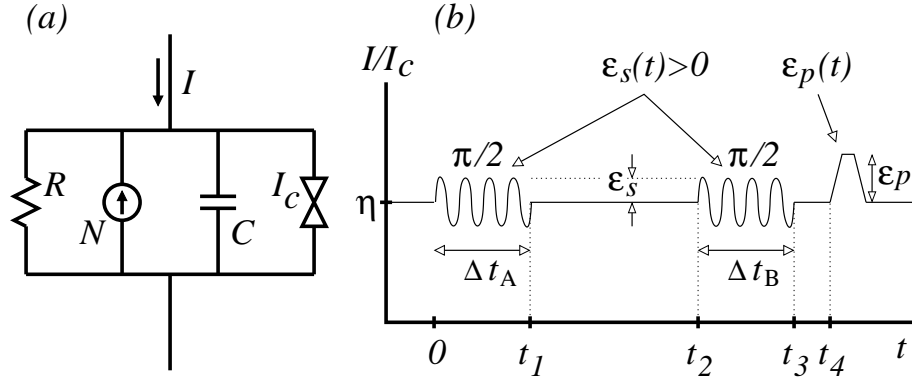 (a)
I
R
N
C
I_c
(b)
I/I_c
ε_s(t)>0
ε_p(t)
π/2
π/2
ε_s
ε_p
η
Δt_A
Δt_B
0
t_1
t_2
t_3
t_4
t